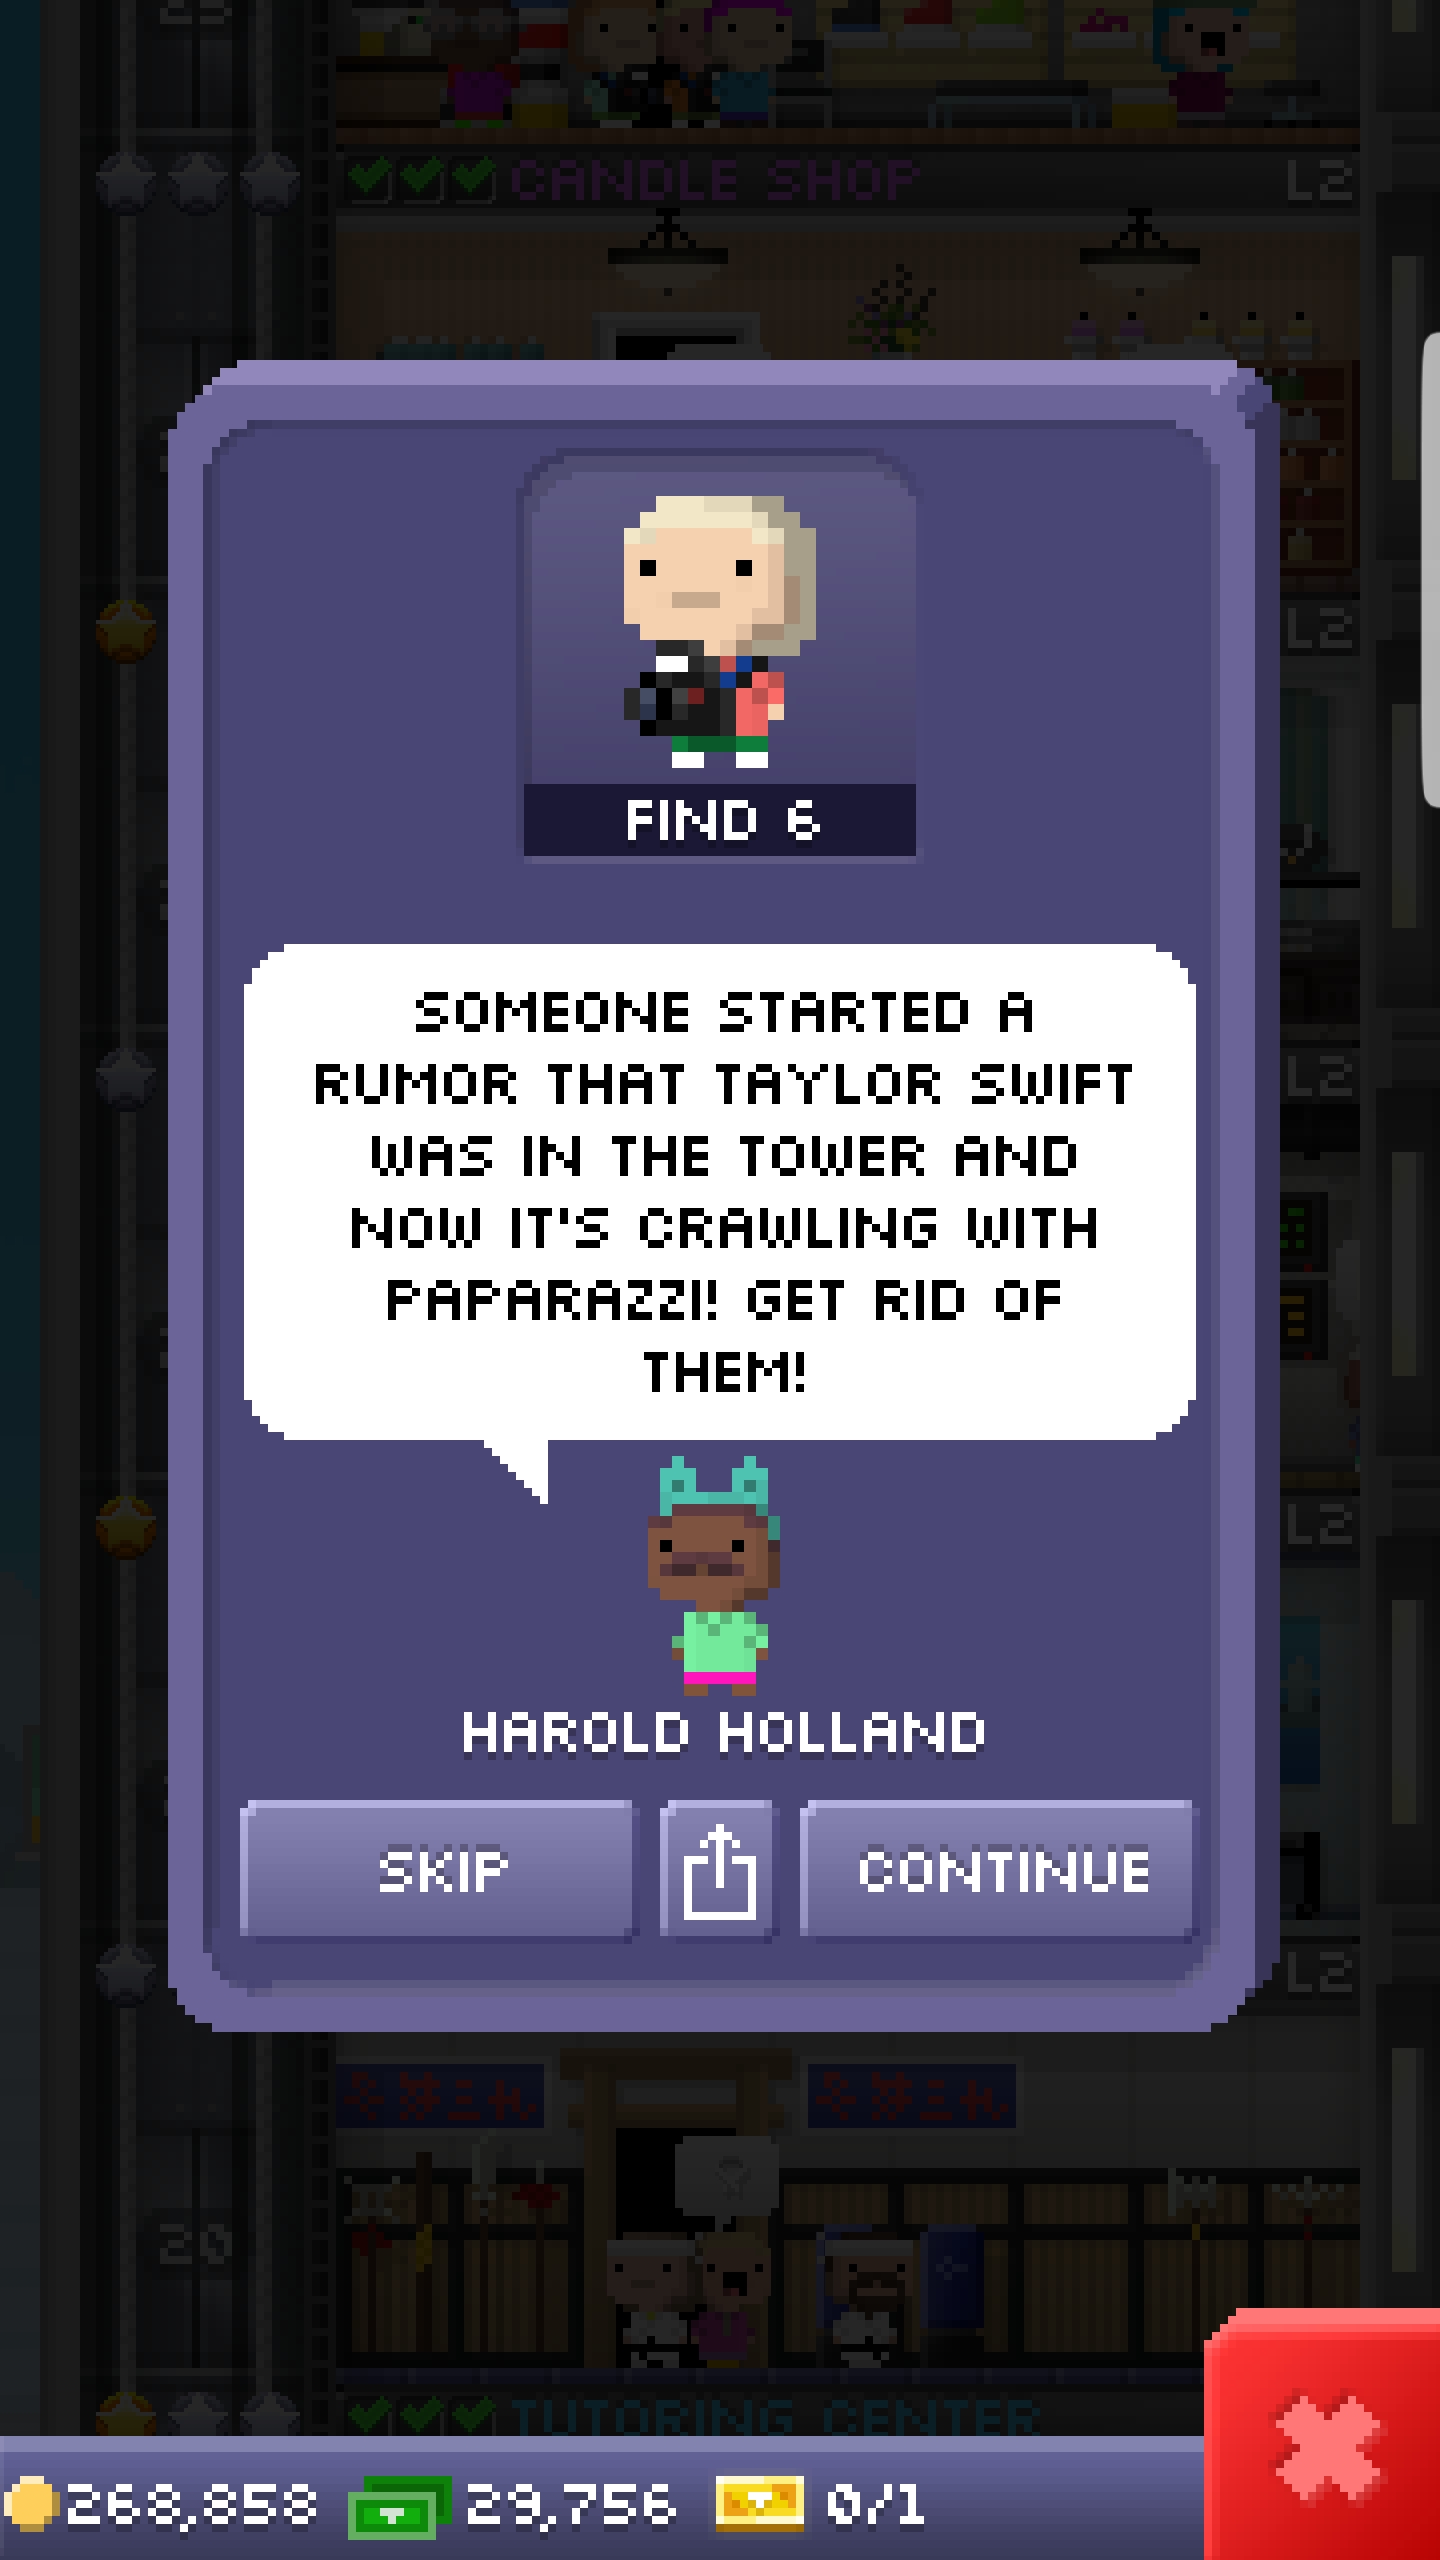 CANDLE SHOP L2
L2
FIND 6
L2
SOMEONE STARTED A
RUMOR THAT TAYLOR SWIFT
WAS IN THE TOWER AND
NOW IT'S CRAWLING WITH
PAPARAZZI! GET RID OF
THEM!
L2
HAROLD HOLLAND
SKIP
CONTINUE
L2
20
TUTORING CENTER
268,858
29,756
0/1